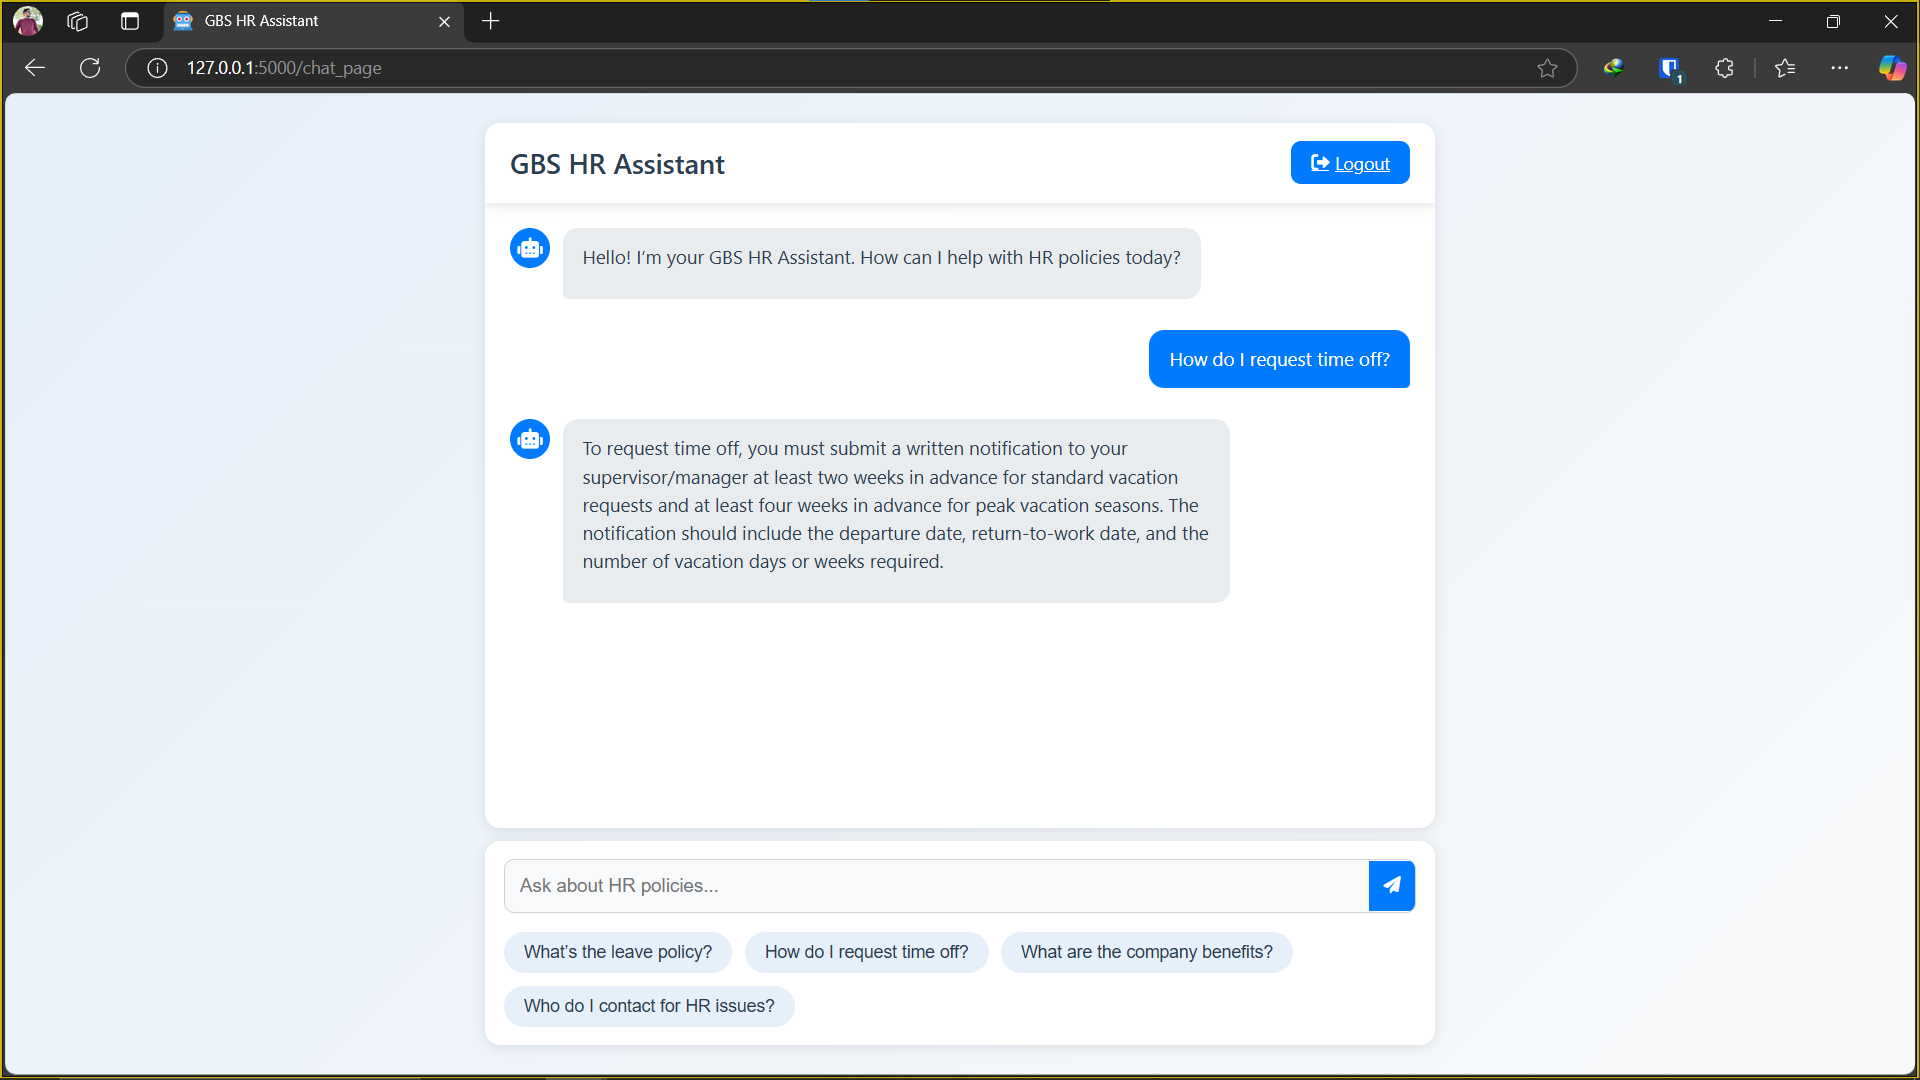 GBS HR Assistant
127.0.0.1:5000/chat_page
1
GBS HR Assistant
Logout
Hello! I'm your GBS HR Assistant. How can I help with HR policies today?
How do I request time off?
To request time off, you must submit a written notification to your
supervisor/manager at least two weeks in advance for standard vacation
requests and at least four weeks in advance for peak vacation seasons. The
notification should include the departure date, return-to-work date, and the
number of vacation days or weeks required.
Ask about HR policies...
What's the leave policy?
How do I request time off?
What are the company benefits?
Who do I contact for HR issues?